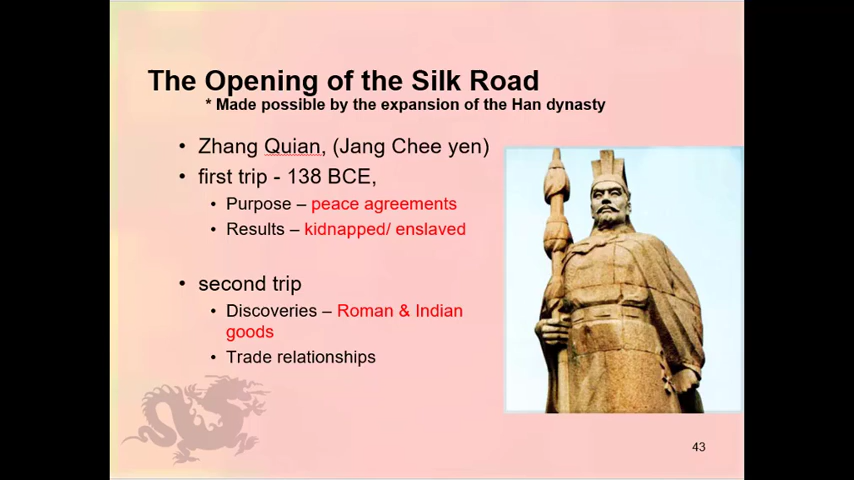 The Opening of the Silk Road
* Made possible by the expansion of the Han dynasty
• Zhang Quian, (Jang Chee yen)
• first trip - 138 BCE,
• Purpose – peace agreements
• Results – kidnapped/ enslaved
• second trip
• Discoveries – Roman & Indian
goods
• Trade relationships
43